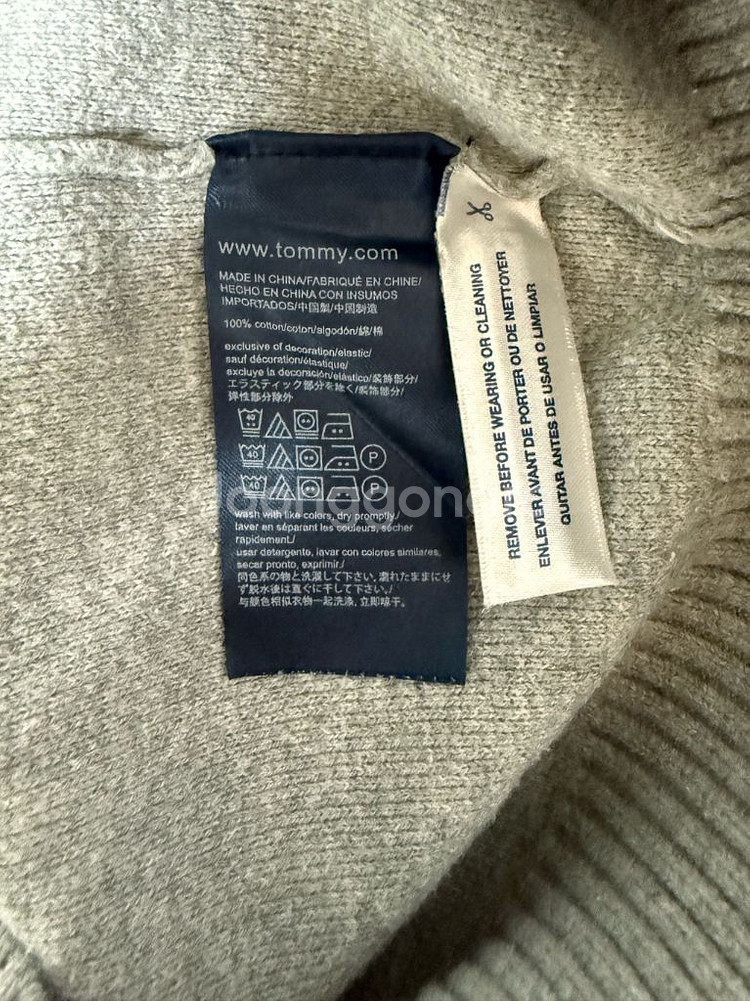 www.tommy.com
MADE IN CHINA/FABRIQUÉ EN CHINE/
HECHO EN CHINA CON INSUMOS
IMPORTADOS/中国製/中国制造
100% cotton/coton/algodón/綿/棉
exclusive of decoration/elastic/
sauf décoration/élastique/
excluye la decoración/elástico/装飾部分/
エラスティック部分を除く/装饰部分/
弹性部分除外
40
40 P
40 P
wash with like colors, dry promptly./
laver en séparant les couleurs, sécher
rapidement./
usar detergente, lavar con colores similares,
secar pronto, exprimir./
同色系の物と洗濯して下さい. 濡れたままにせ
ず脱水後は直ぐに干して下さい./
与颜色相似衣物一起洗涤, 立即晾干.
REMOVE BEFORE WEARING OR CLEANING
ENLEVER AVANT DE PORTER OU DE NETTOYER
QUITAR ANTES DE USAR O LIMPIAR